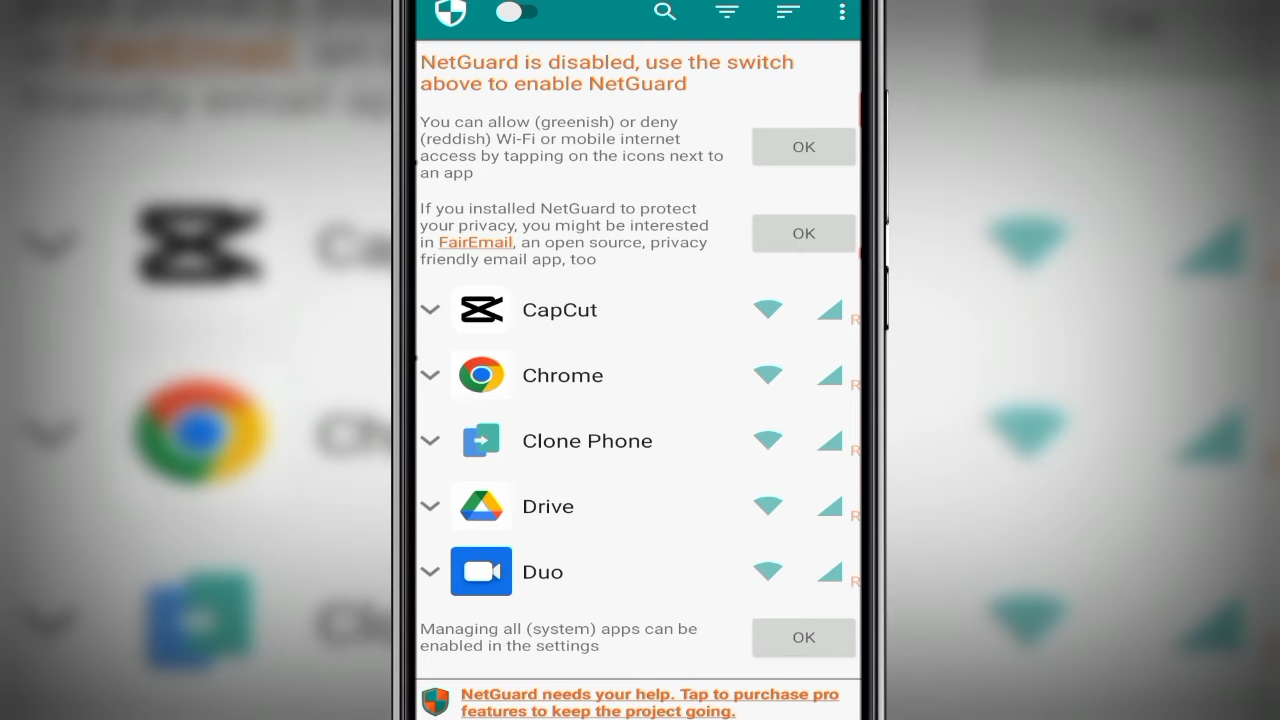 NetGuard is disabled, use the switch
above to enable NetGuard
You can allow (greenish) or deny
(reddish) Wi-Fi or mobile internet
access by tapping on the icons next to
an app
OK
If you installed NetGuard to protect
your privacy, you might be interested
in FairEmail, an open source, privacy
friendly email app, too
OK
CapCut
R
Chrome
R
Clone Phone
R
Drive
R
Duo
R
Managing all (system) apps can be
enabled in the settings
OK
NetGuard needs your help. Tap to purchase pro
features to keep the project going.